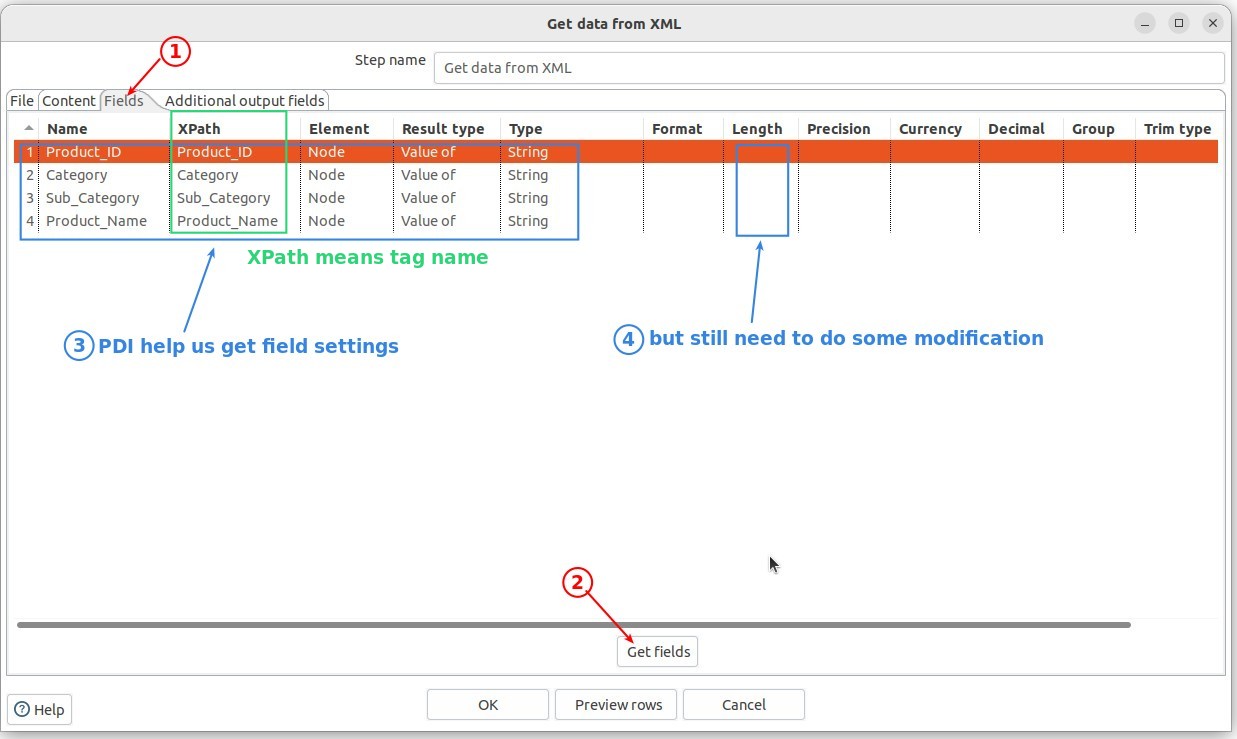 Get data from XML
1
Step name Get data from XML
File Content Fields Additional output fields
Name XPath Element Result type Type Format Length Precision Currency Decimal Group Trim type
1 Product_ID Product_ID Node Value of String
2 Category Category Node Value of String
3 Sub_Category Sub_Category Node Value of String
4 Product_Name Product_Name Node Value of String
XPath means tag name
3 PDI help us get field settings
4 but still need to do some modification
2
Get fields
Help OK Preview rows Cancel